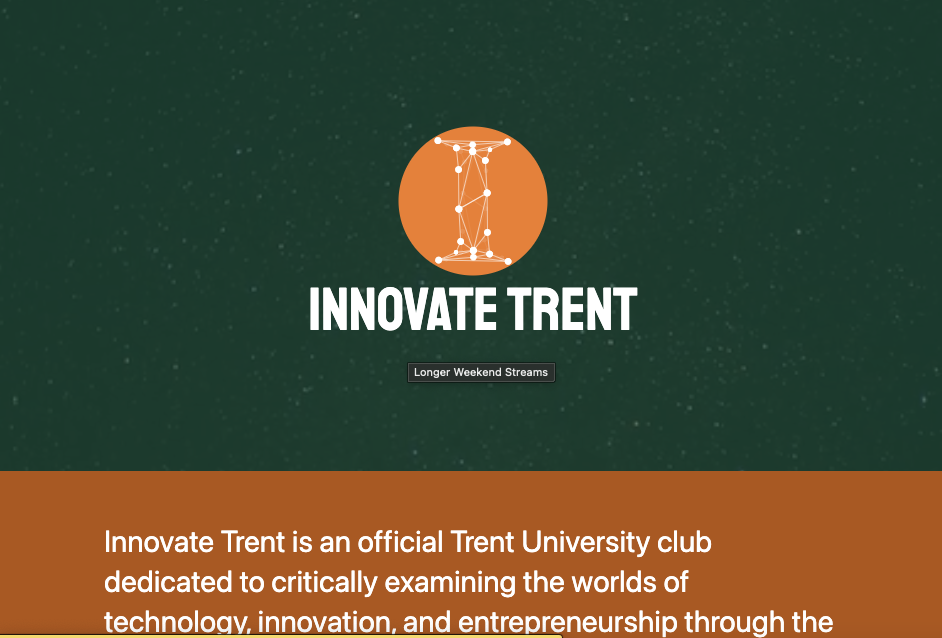 INNOVATE TRENT
Longer Weekend Streams
Innovate Trent is an official Trent University club
dedicated to critically examining the worlds of
technology, innovation, and entrepreneurship through the